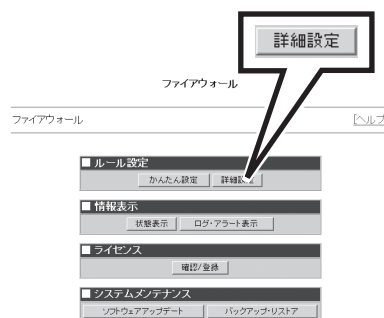 詳細設定
ファイアウォール
ファイアウォール [ヘルプ
■ ルール設定
かんたん設定 詳細設定
■ 情報表示
状態表示 ログ・アラート表示
■ ライセンス
確認/登録
■ システムメンテナンス
ソフトウェアアップデート バックアップ・リストア